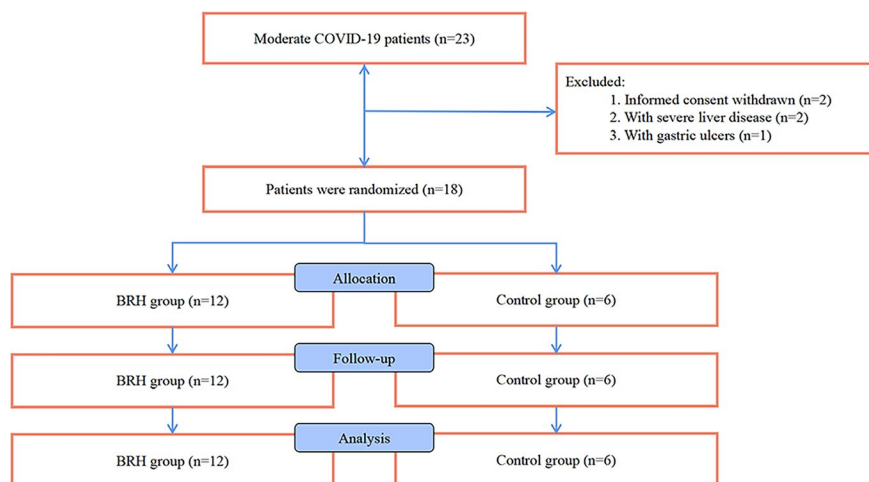 Moderate COVID-19 patients (n=23)
Excluded:
1. Informed consent withdrawn (n=2)
2. With severe liver disease (n=2)
3. With gastric ulcers (n=1)
Patients were randomized (n=18)
Allocation
BRH group (n=12)
Control group (n=6)
Follow-up
BRH group (n=12)
Control group (n=6)
Analysis
BRH group (n=12)
Control group (n=6)